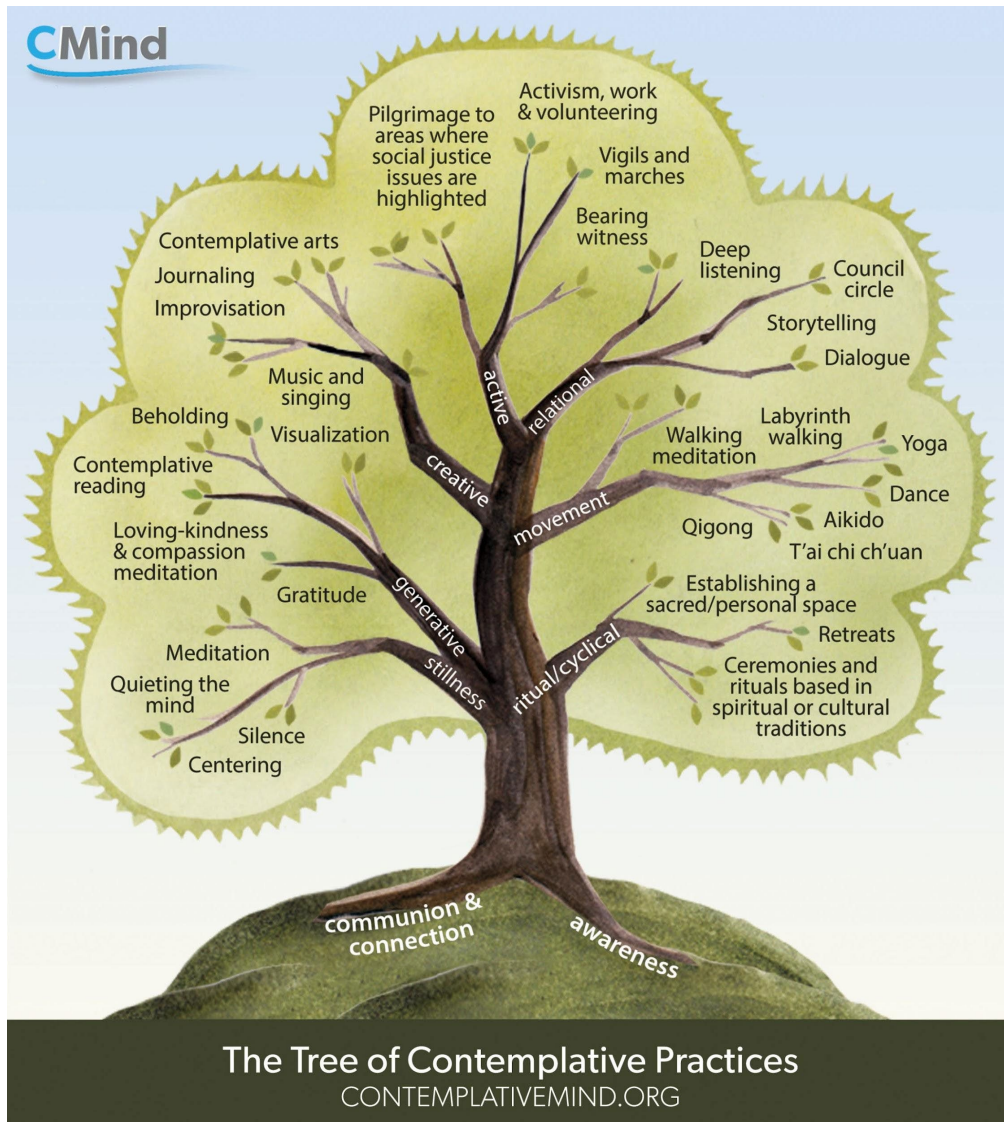 CMind
Activism, work
& volunteering
Pilgrimage to
areas where
social justice
issues are
highlighted
Vigils and
marches
Bearing
witness
Contemplative arts
Journaling
Improvisation
Music and
singing
Deep
listening
Council
circle
Storytelling
Dialogue
active
relational
Beholding
Visualization
Contemplative
reading
Loving-kindness
& compassion
meditation
Gratitude
creative
generative
Walking
meditation
Labyrinth
walking
Yoga
Dance
Aikido
Qigong
T'ai chi ch'uan
movement
Meditation
Quieting the
mind
Silence
Centering
stillness
Establishing a
sacred/personal space
Retreats
Ceremonies and
rituals based in
spiritual or cultural
traditions
ritual/cyclical
communion &
connection
awareness
The Tree of Contemplative Practices
CONTEMPLATIVEMIND.ORG